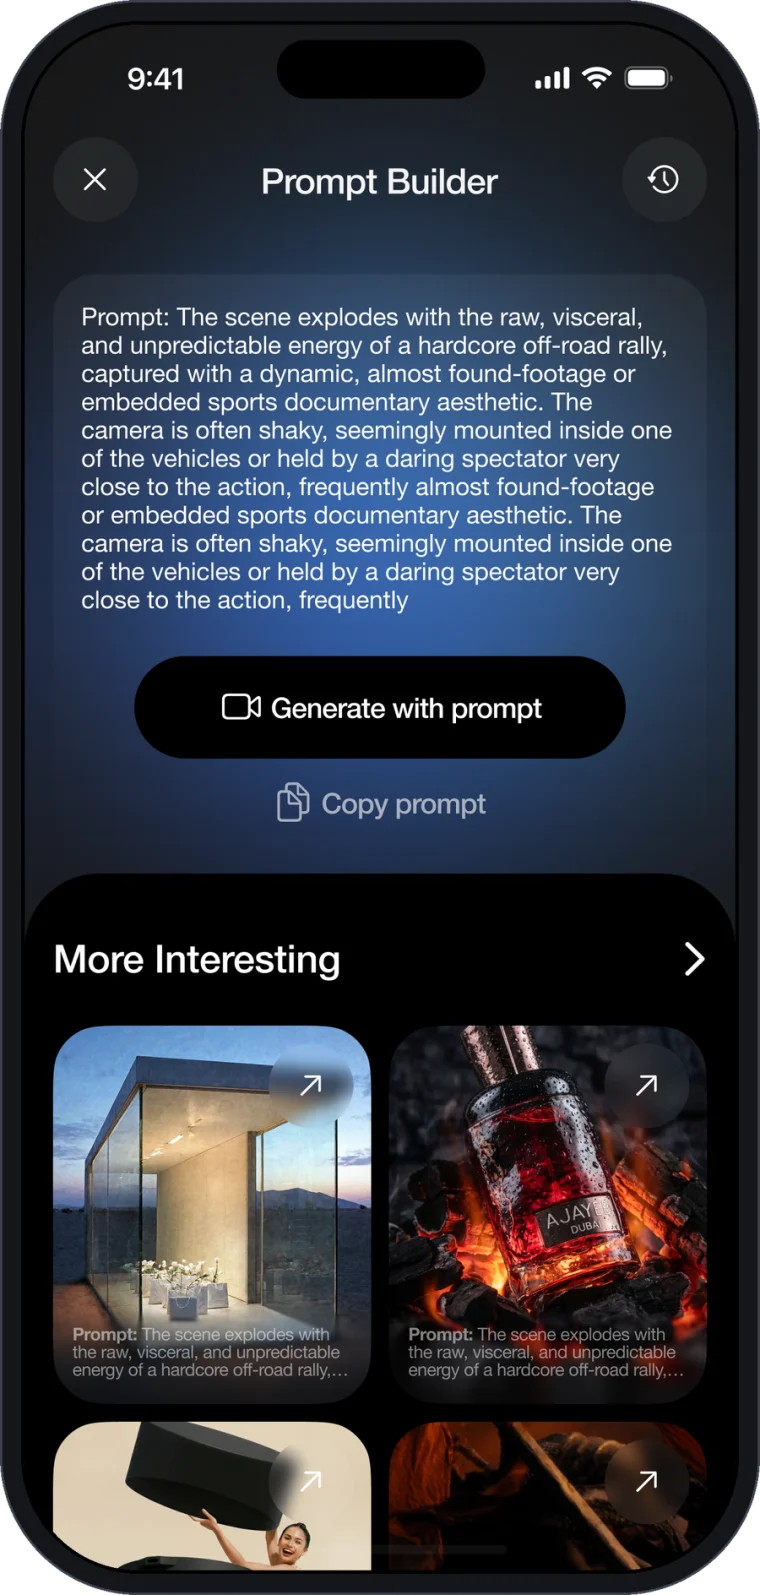 9:41
Prompt Builder
Prompt: The scene explodes with the raw, visceral,
and unpredictable energy of a hardcore off-road rally,
captured with a dynamic, almost found-footage or
embedded sports documentary aesthetic. The
camera is often shaky, seemingly mounted inside one
of the vehicles or held by a daring spectator very
close to the action, frequently almost found-footage
or embedded sports documentary aesthetic. The
camera is often shaky, seemingly mounted inside one
of the vehicles or held by a daring spectator very
close to the action, frequently
Generate with prompt
Copy prompt
More Interesting
Prompt: The scene explodes with
the raw, visceral, and unpredictable
energy of a hardcore off-road rally,...
AJAY
DUBAI
Prompt: The scene explodes with
the raw, visceral, and unpredictable
energy of a hardcore off-road rally,...